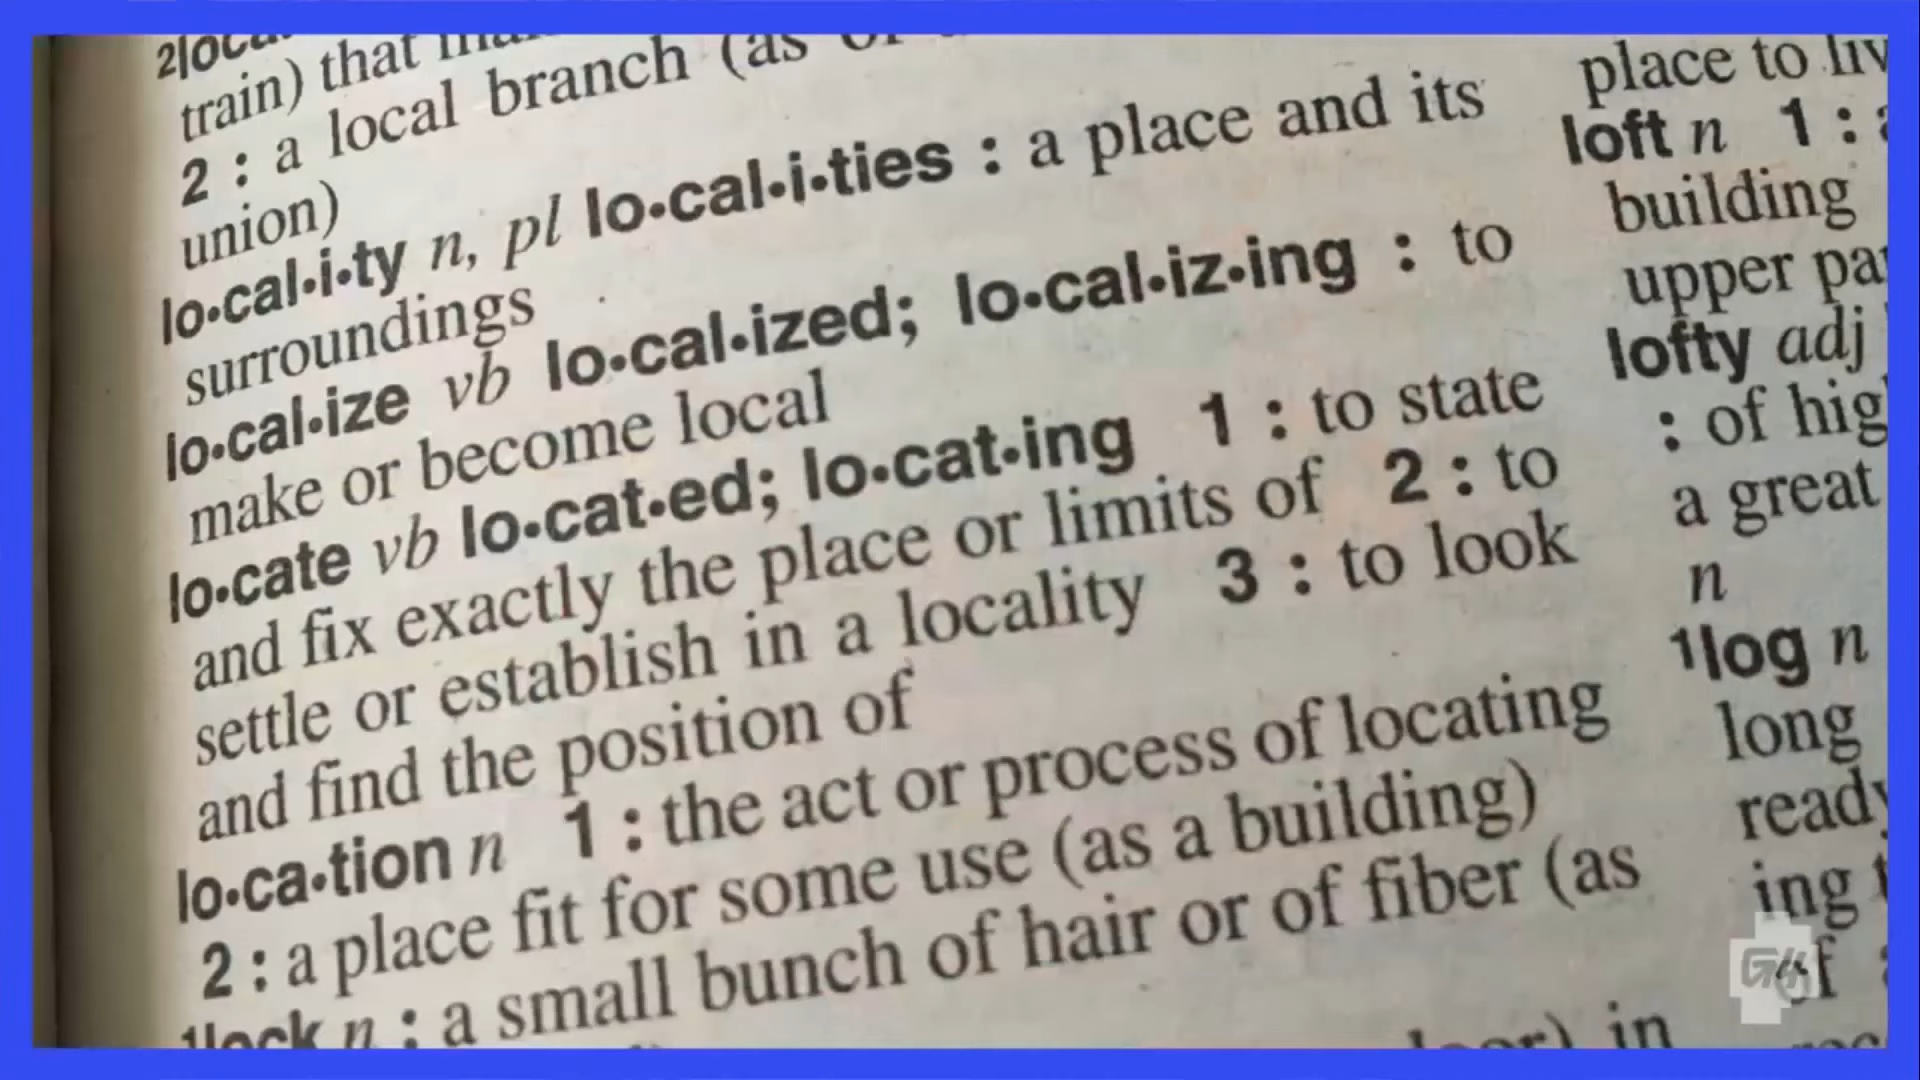 train) that
2 : a local branch (as
union)
lo•cal•i•ty n, pl lo•cal•i•ties : a place and its
surroundings
lo•cal•ize vb lo•cal•ized; lo•cal•iz•ing : to
make or become local
lo•cate vb lo•cat•ed; lo•cat•ing 1 : to state
and fix exactly the place or limits of 2 : to
settle or establish in a locality 3 : to look
and find the position of
lo•ca•tion n 1 : the act or process of locating
2 : a place fit for some use (as a building)
1lock n : a small bunch of hair or of fiber (as
in
place to
loft n 1 :
building
upper
lofty adj
: of
a great
n
1log n
long
ing
of